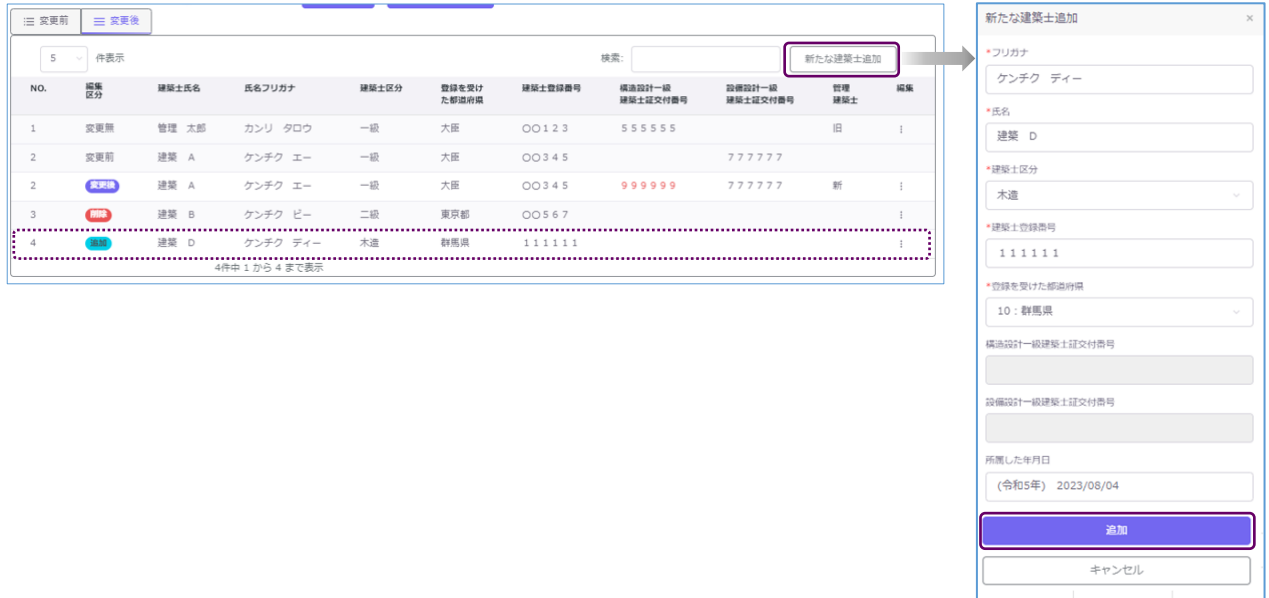 変更前 変更後
5 件表示 検索: 新たな建築士追加
NO. 編集区分 建築士氏名 氏名フリガナ 建築士区分 登録を受けた都道府県 建築士登録番号 構造設計一級建築士証交付番号 設備設計一級建築士証交付番号 管理建築士 編集
1 変更無 管理 太郎 カンリ タロウ 一級 大阪 〇〇１２３ ５５５５５５ 旧
2 変更前 建築 A ケンチク エー 一級 大阪 〇〇３４５ ７７７７７７
2 変更後 建築 A ケンチク エー 一級 大阪 〇〇３４５ ９９９９９９ ７７７７７７ 新
3 削除 建築 B ケンチク ビー 二級 東京都 〇〇５６７
4 追加 建築 D ケンチク ディー 木造 群馬県 １１１１１１
4件中 1 から 4 まで表示
新たな建築士追加 ×
*フリガナ
ケンチク ディー
*氏名
建築 D
*建築士区分
木造
*建築士登録番号
１１１１１１
*登録を受けた都道府県
10：群馬県
構造設計一級建築士証交付番号
設備設計一級建築士証交付番号
所属した年月日
(令和5年) 2023/08/04
追加
キャンセル